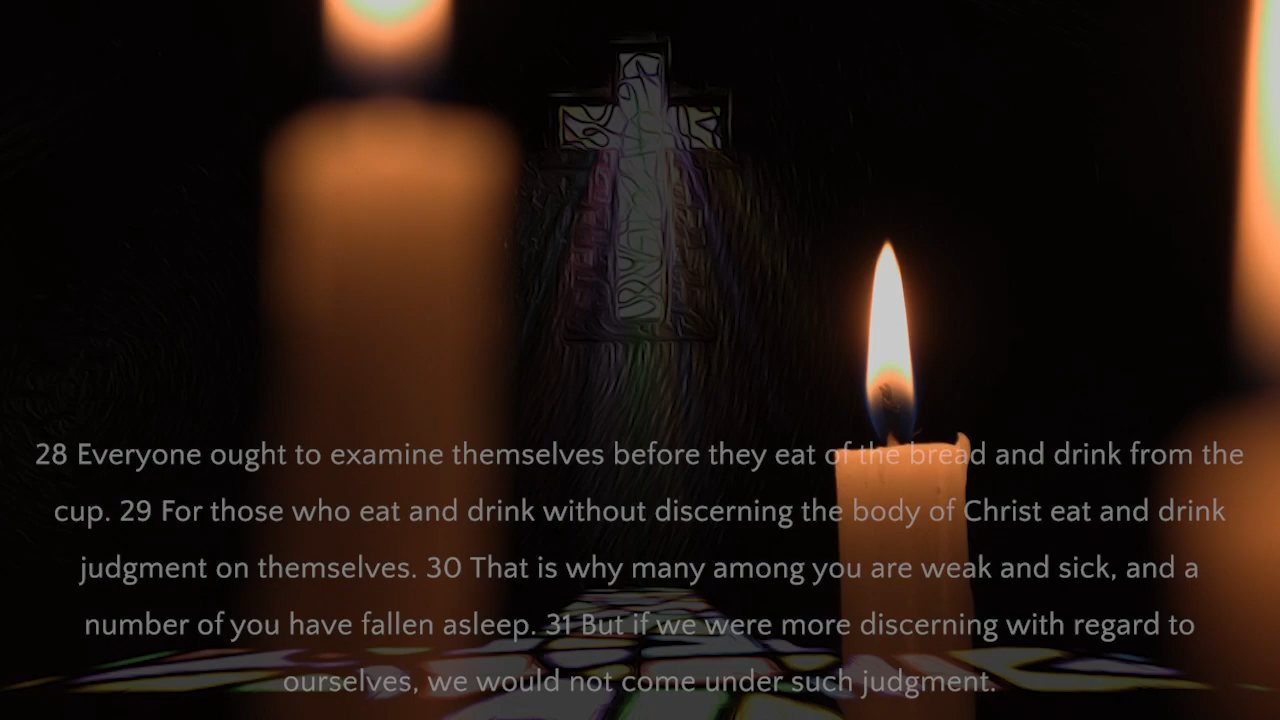 28 Everyone ought to examine themselves before they eat of the bread and drink from the
cup. 29 For those who eat and drink without discerning the body of Christ eat and drink
judgment on themselves. 30 That is why many among you are weak and sick, and a
number of you have fallen asleep. 31 But if we were more discerning with regard to
ourselves, we would not come under such judgment.